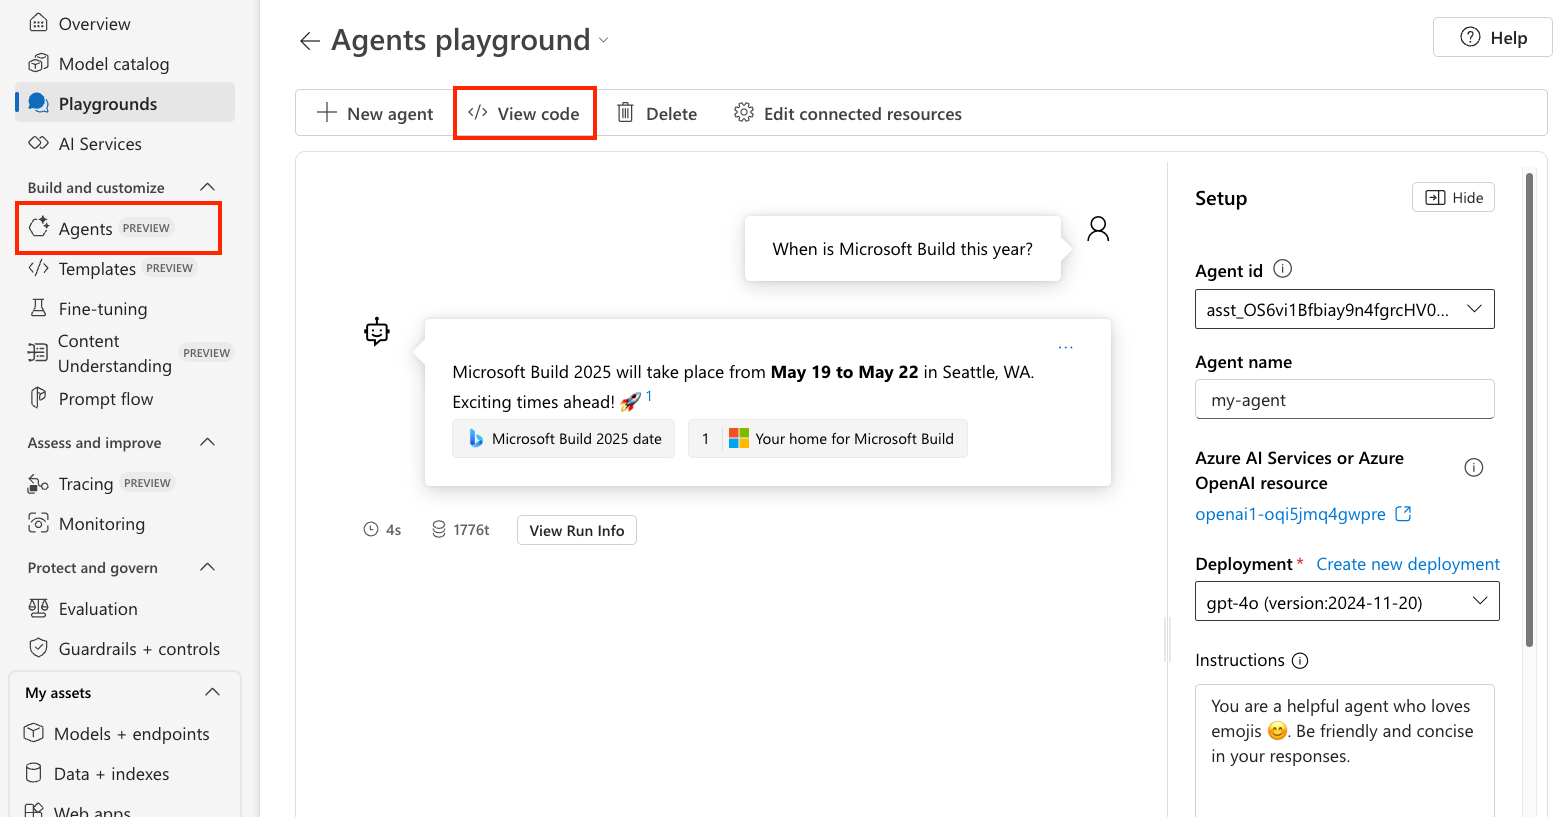 Overview
Model catalog
Playgrounds
AI Services
Build and customize
Agents PREVIEW
Templates PREVIEW
Fine-tuning
Content
Understanding PREVIEW
Prompt flow
Assess and improve
Tracing PREVIEW
Monitoring
Protect and govern
Evaluation
Guardrails + controls
My assets
Models + endpoints
Data + indexes
Web apps
Agents playground
Help
New agent
</> View code
Delete
Edit connected resources
When is Microsoft Build this year?
...
Microsoft Build 2025 will take place from May 19 to May 22 in Seattle, WA.
Exciting times ahead! 🚀 1
Microsoft Build 2025 date
1 Your home for Microsoft Build
4s
1776t
View Run Info
Setup
Hide
Agent id
asst_OS6vi1Bfbiay9n4fgrcHV0...
Agent name
my-agent
Azure AI Services or Azure
OpenAI resource
openai1-oqi5jmq4gwpre
Deployment * Create new deployment
gpt-4o (version:2024-11-20)
Instructions
You are a helpful agent who loves
emojis 😊. Be friendly and concise
in your responses.